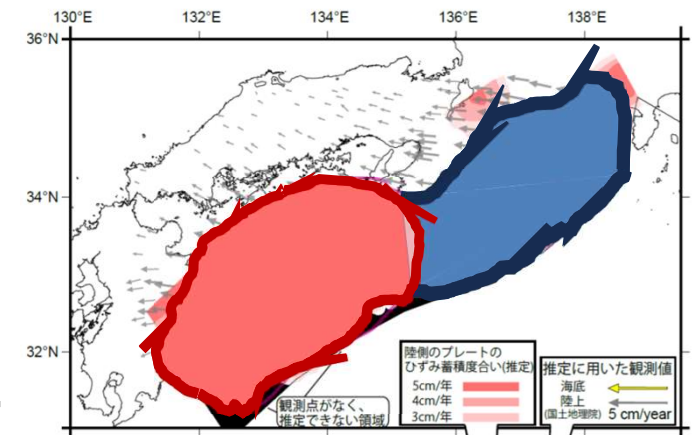 130°E
132°E
134°E
136°E
138°E
36°N
34°N
32°N
陸側のプレートの
ひずみ蓄積度合い(推定)
5cm/年
4cm/年
3cm/年
推定に用いた観測値
海底
陸上
(国土地理院)
5 cm/year
観測点がなく、
推定できない領域